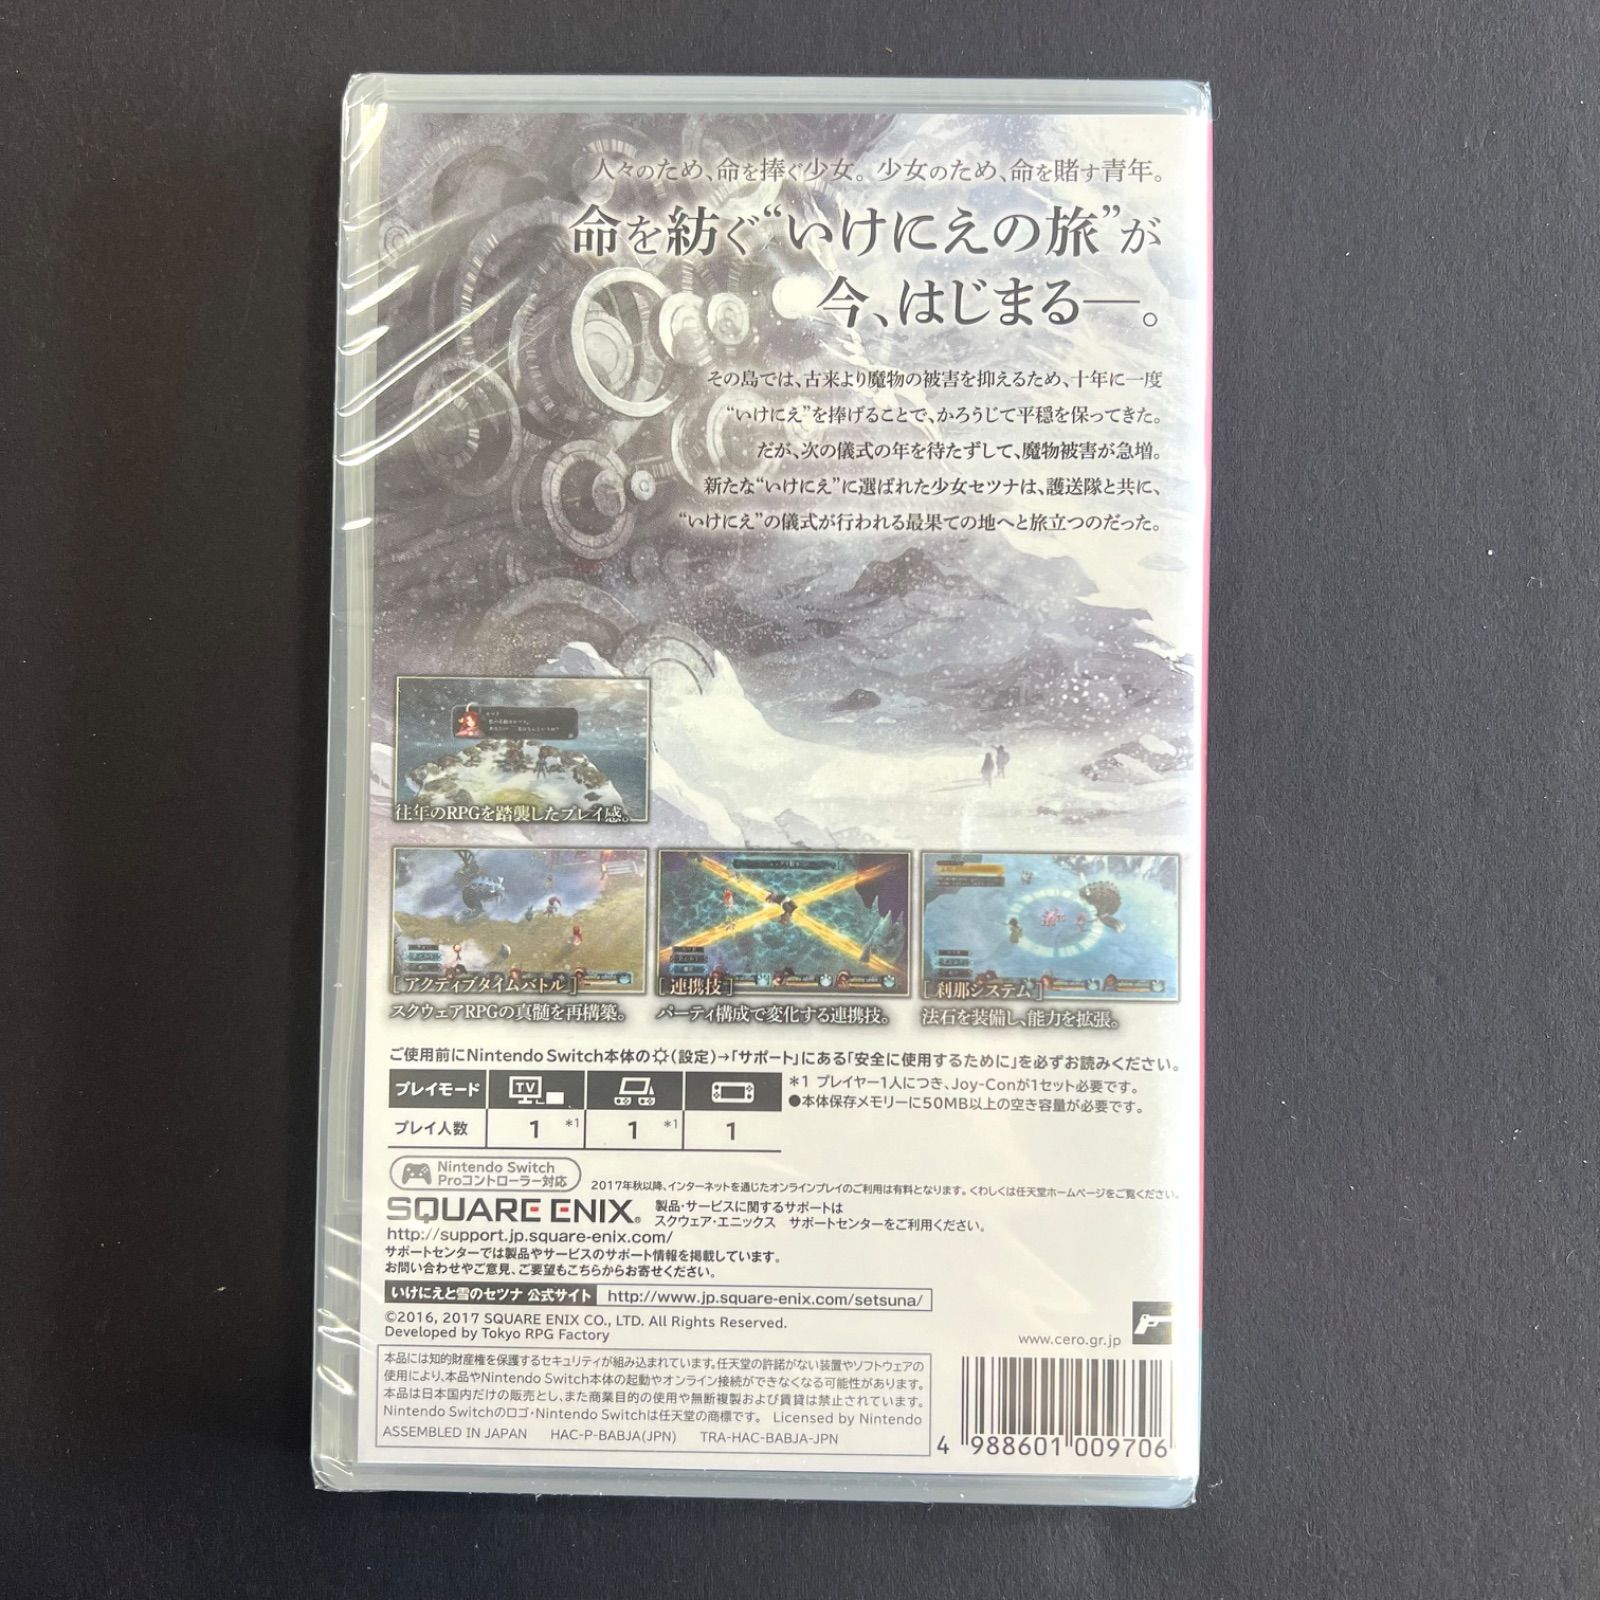 人々のため、命を捧ぐ少女。 少女のため、命を賭す青年。
命を紡ぐ“いけにえの旅”が
今、はじまる―。
その島では、古来より魔物の被害を抑えるため、十年に一度
“いけにえ”を捧げることで、かろうじて平穏を保ってきた。
だが、次の儀式の年を待たずして、魔物被害が急増。
新たな“いけにえ”に選ばれた少女セツナは、護送隊と共に、
“いけにえ”の儀式が行われる最果ての地へと旅立つのだった。
往年のRPGを踏襲したプレイ感。
[アクティブタイムバトル]
スクウェアRPGの真髄を再構築。
[連携技]
パーティ構成で変化する連携技。
[刹那システム]
法石を装備し、能力を拡張。
ご使用前にNintendo Switch本体の(設定)→「サポート」にある「安全に使用するために」を必ずお読みください。
プレイモード TV
プレイ人数 1 *1 1 *1 1
*1 プレイヤー1人につき、Joy-Conが1セット必要です。
●本体保存メモリーに50MB以上の空き容量が必要です。
Nintendo Switch
Proコントローラー対応
2017年秋以降、インターネットを通じたオンラインプレイのご利用は有料となります。くわしくは任天堂ホームページをご覧ください。
SQUARE ENIX®
製品・サービスに関するサポートは
スクウェア・エニックス サポートセンターをご利用ください。
http://support.jp.square-enix.com/
サポートセンターでは製品やサービスのサポート情報を掲載しています。
お問い合わせやご意見、ご要望もこちらからお寄せください。
いけにえと雪のセツナ 公式サイト http://www.jp.square-enix.com/setsuna/
©2016, 2017 SQUARE ENIX CO., LTD. All Rights Reserved.
Developed by Tokyo RPG Factory
www.cero.gr.jp
本品には知的財産権を保護するセキュリティが組み込まれています。任天堂の許諾がない装置やソフトウェアの
使用により、本品やNintendo Switch本体の起動やオンライン接続ができなくなる可能性があります。
本品は日本国内だけの販売とし、また商業目的の使用や無断複製および賃貸は禁止されています。
Nintendo Switchのロゴ・Nintendo Switchは任天堂の商標です。 Licensed by Nintendo
ASSEMBLED IN JAPAN HAC-P-BABJA(JPN) TRA-HAC-BABJA-JPN
4 988601 009706